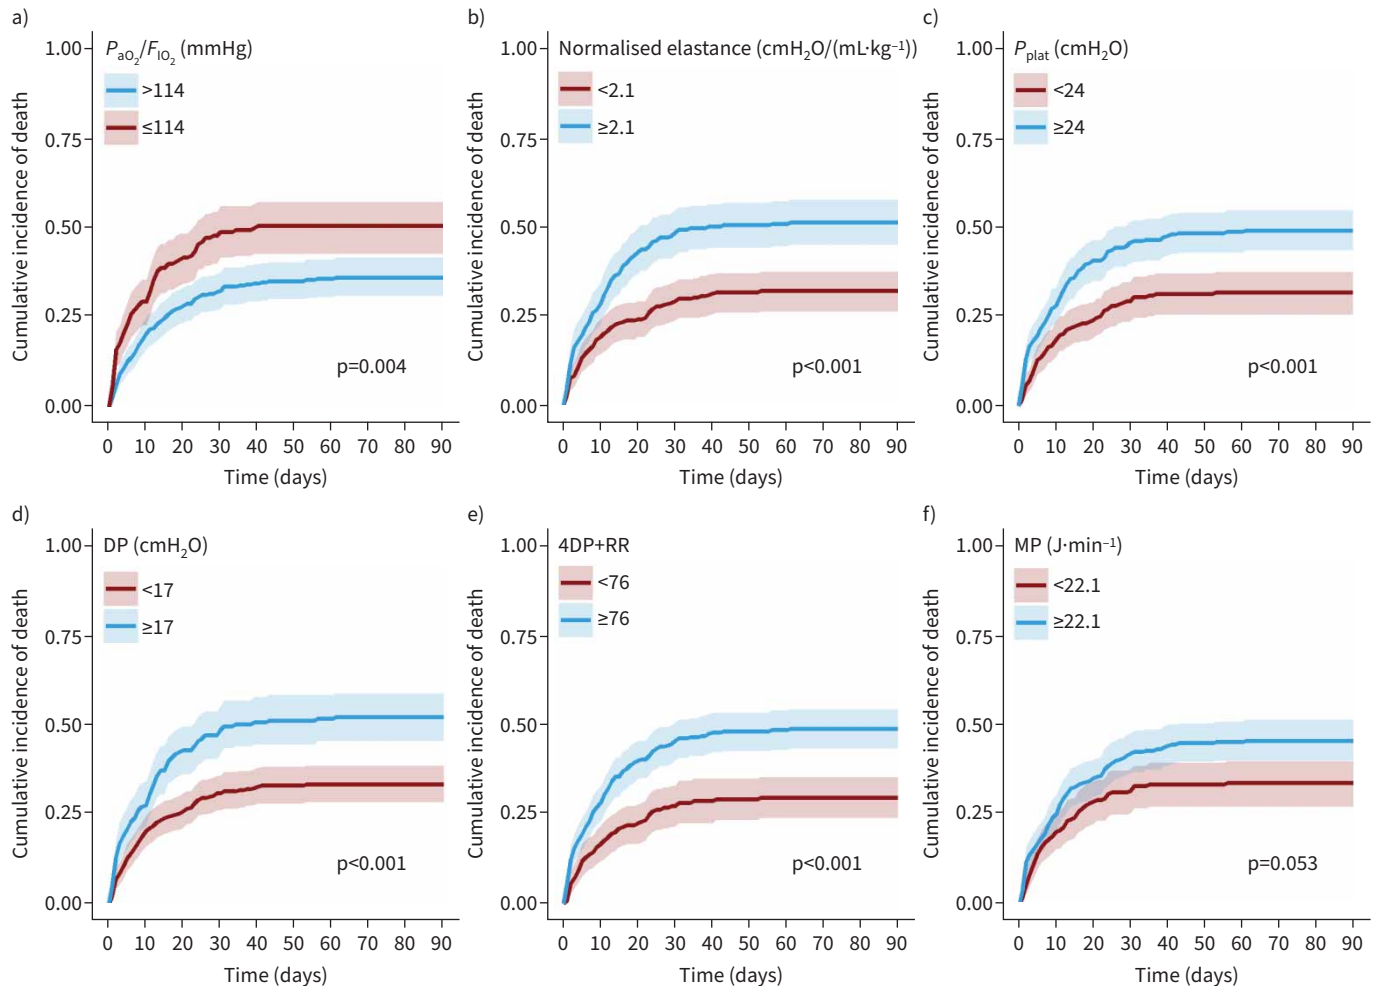 a)
P_aO₂/F_IO₂ (mmHg)
>114
≤114
1.00
0.75
0.50
0.25
0.00
Cumulative incidence of death
p=0.004
0 10 20 30 40 50 60 70 80 90
Time (days)
b)
Normalised elastance (cmH₂O/(mL·kg⁻¹))
<2.1
≥2.1
1.00
0.75
0.50
0.25
0.00
Cumulative incidence of death
p<0.001
0 10 20 30 40 50 60 70 80 90
Time (days)
c)
P_plat (cmH₂O)
<24
≥24
1.00
0.75
0.50
0.25
0.00
Cumulative incidence of death
p<0.001
0 10 20 30 40 50 60 70 80 90
Time (days)
d)
DP (cmH₂O)
<17
≥17
1.00
0.75
0.50
0.25
0.00
Cumulative incidence of death
p<0.001
0 10 20 30 40 50 60 70 80 90
Time (days)
e)
4DP+RR
<76
≥76
1.00
0.75
0.50
0.25
0.00
Cumulative incidence of death
p<0.001
0 10 20 30 40 50 60 70 80 90
Time (days)
f)
MP (J·min⁻¹)
<22.1
≥22.1
1.00
0.75
0.50
0.25
0.00
Cumulative incidence of death
p=0.053
0 10 20 30 40 50 60 70 80 90
Time (days)